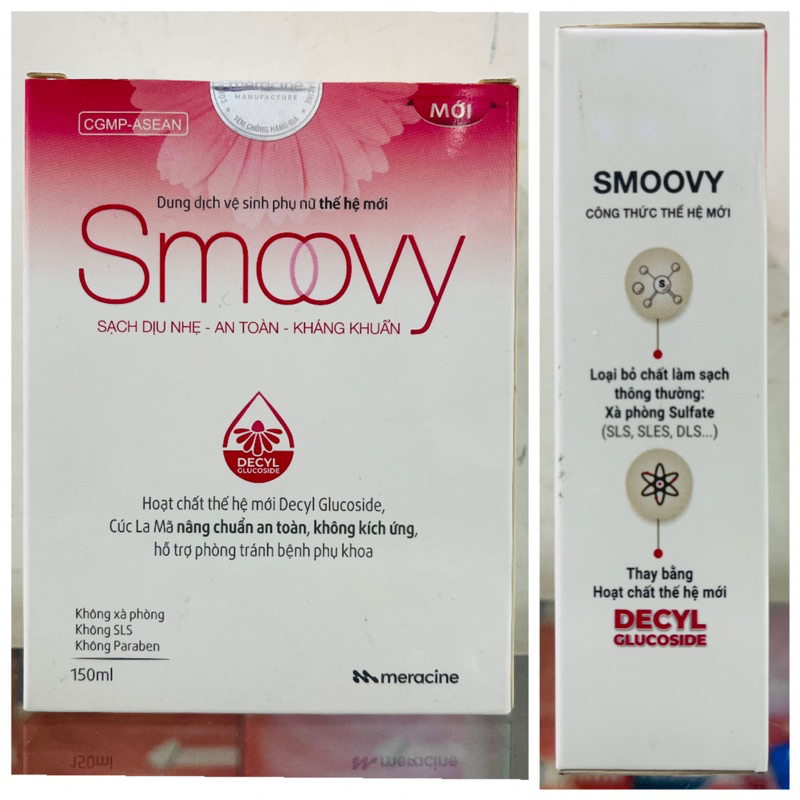 meracine
MANUFACTURE
TEM CHỐNG HÀNG GIẢ
CGMP-ASEAN
MỚI
Dung dịch vệ sinh phụ nữ thế hệ mới
Smoovy
SẠCH DỊU NHẸ - AN TOÀN - KHÁNG KHUẨN
DECYL
GLUCOSIDE
Hoạt chất thế hệ mới Decyl Glucoside,
Cúc La Mã nâng chuẩn an toàn, không kích ứng,
hỗ trợ phòng tránh bệnh phụ khoa
Không xà phòng
Không SLS
Không Paraben
150ml
meracine
SMOOVY
CÔNG THỨC THẾ HỆ MỚI
S
Loại bỏ chất làm sạch
thông thường:
Xà phòng Sulfate
(SLS, SLES, DLS...)
Thay bằng
Hoạt chất thế hệ mới
DECYL
GLUCOSIDE